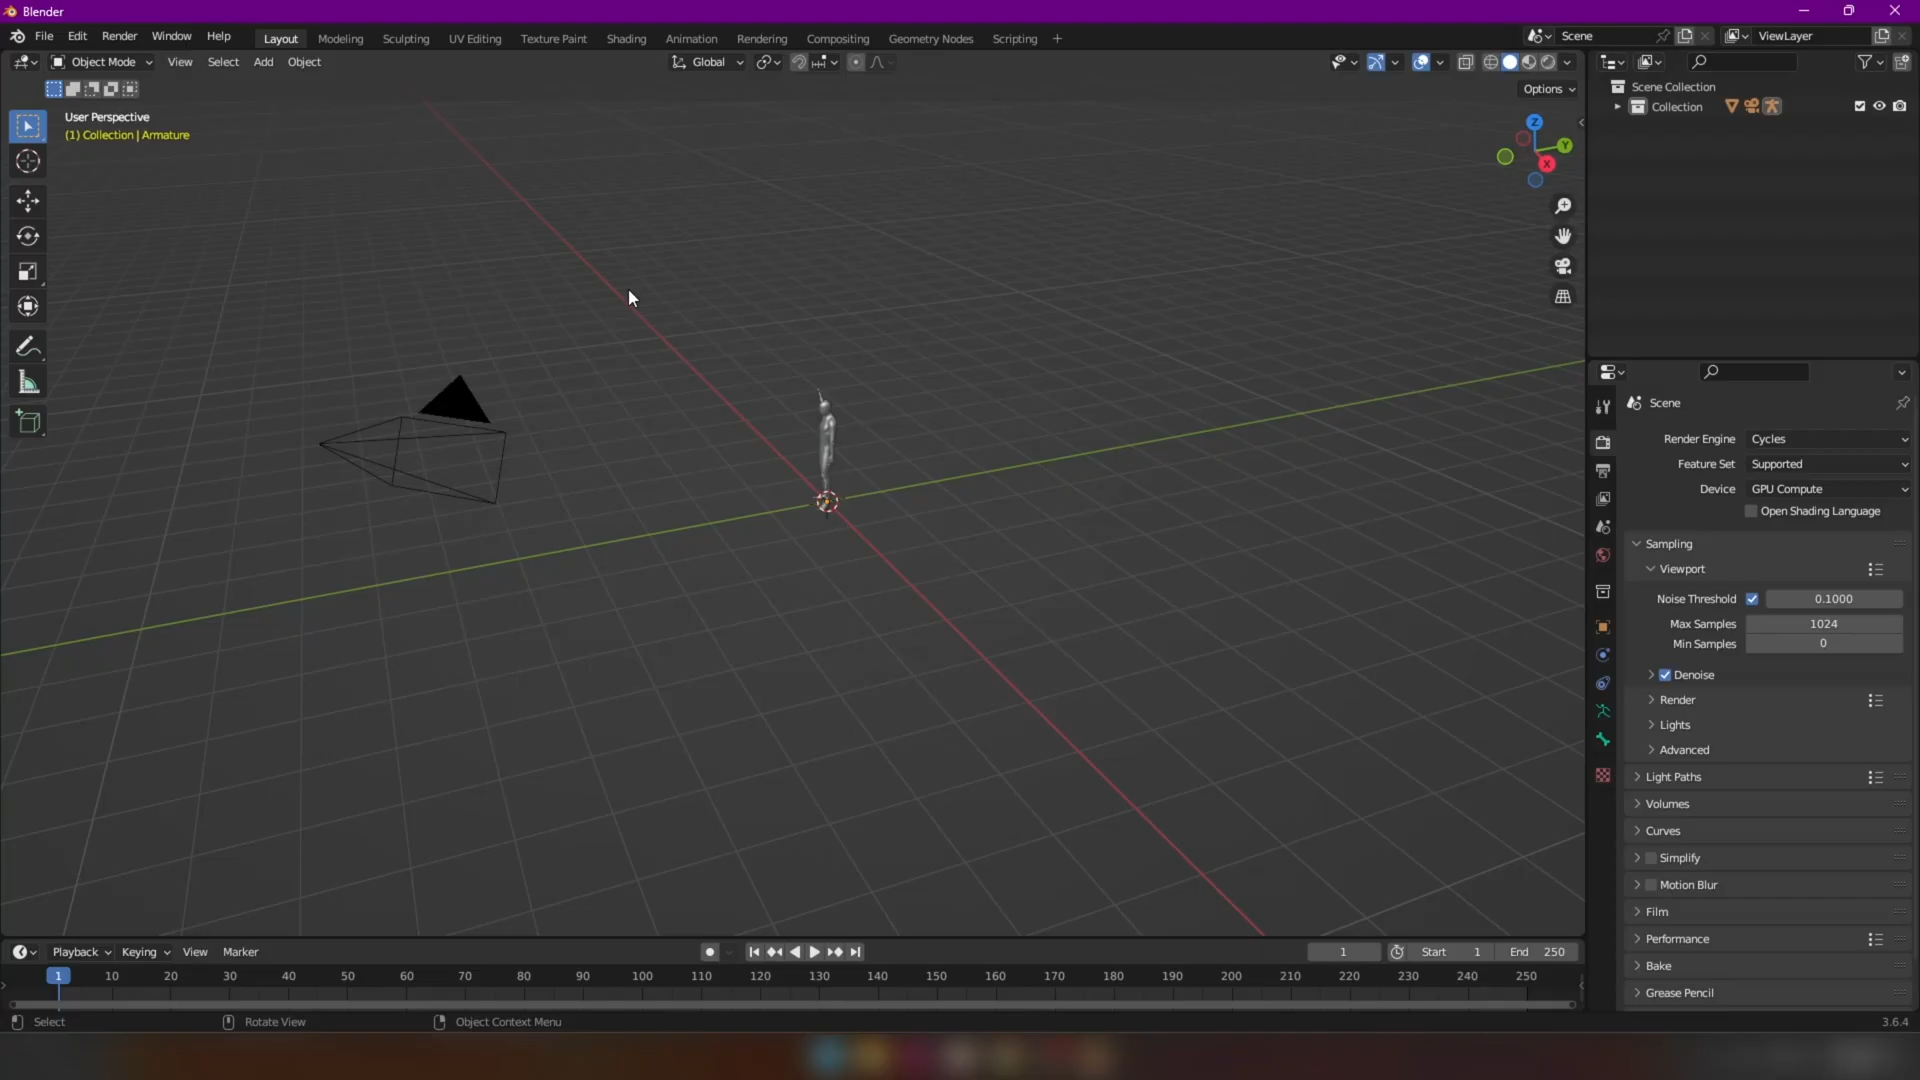 Blender
File Edit Render Window Help Layout Modeling Sculpting UV Editing Texture Paint Shading Animation Rendering Compositing Geometry Nodes Scripting + Scene ViewLayer
Object Mode View Select Add Object Global
Options
User Perspective
(1) Collection | Armature
Z
Y
X
Scene Collection
Collection
Scene
Render Engine Cycles
Feature Set Supported
Device GPU Compute
Open Shading Language
Sampling
Viewport
Noise Threshold 0.1000
Max Samples 1024
Min Samples 0
Denoise
Render
Lights
Advanced
Light Paths
Volumes
Curves
Simplify
Motion Blur
Film
Performance
Bake
Grease Pencil
Playback Keying View Marker 1 Start 1 End 250
1 10 20 30 40 50 60 70 80 90 100 110 120 130 140 150 160 170 180 190 200 210 220 230 240 250
Select Rotate View Object Context Menu 3.6.4